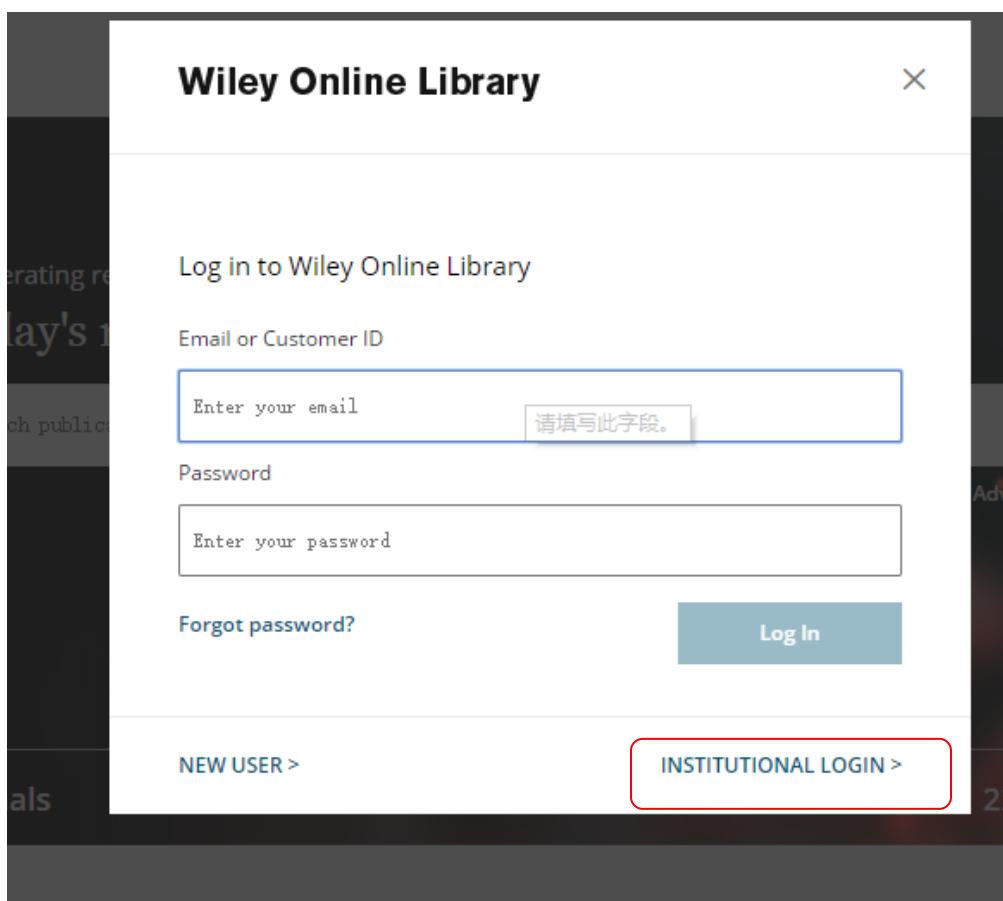 Wiley Online Library
Log in to Wiley Online Library
erating re
lay's
Email or Customer ID
Enter your email
请填写此字段。
ch publica
Password
Adv
Enter your password
Forgot password?
Log In
NEW USER >
INSTITUTIONAL LOGIN >
als
2